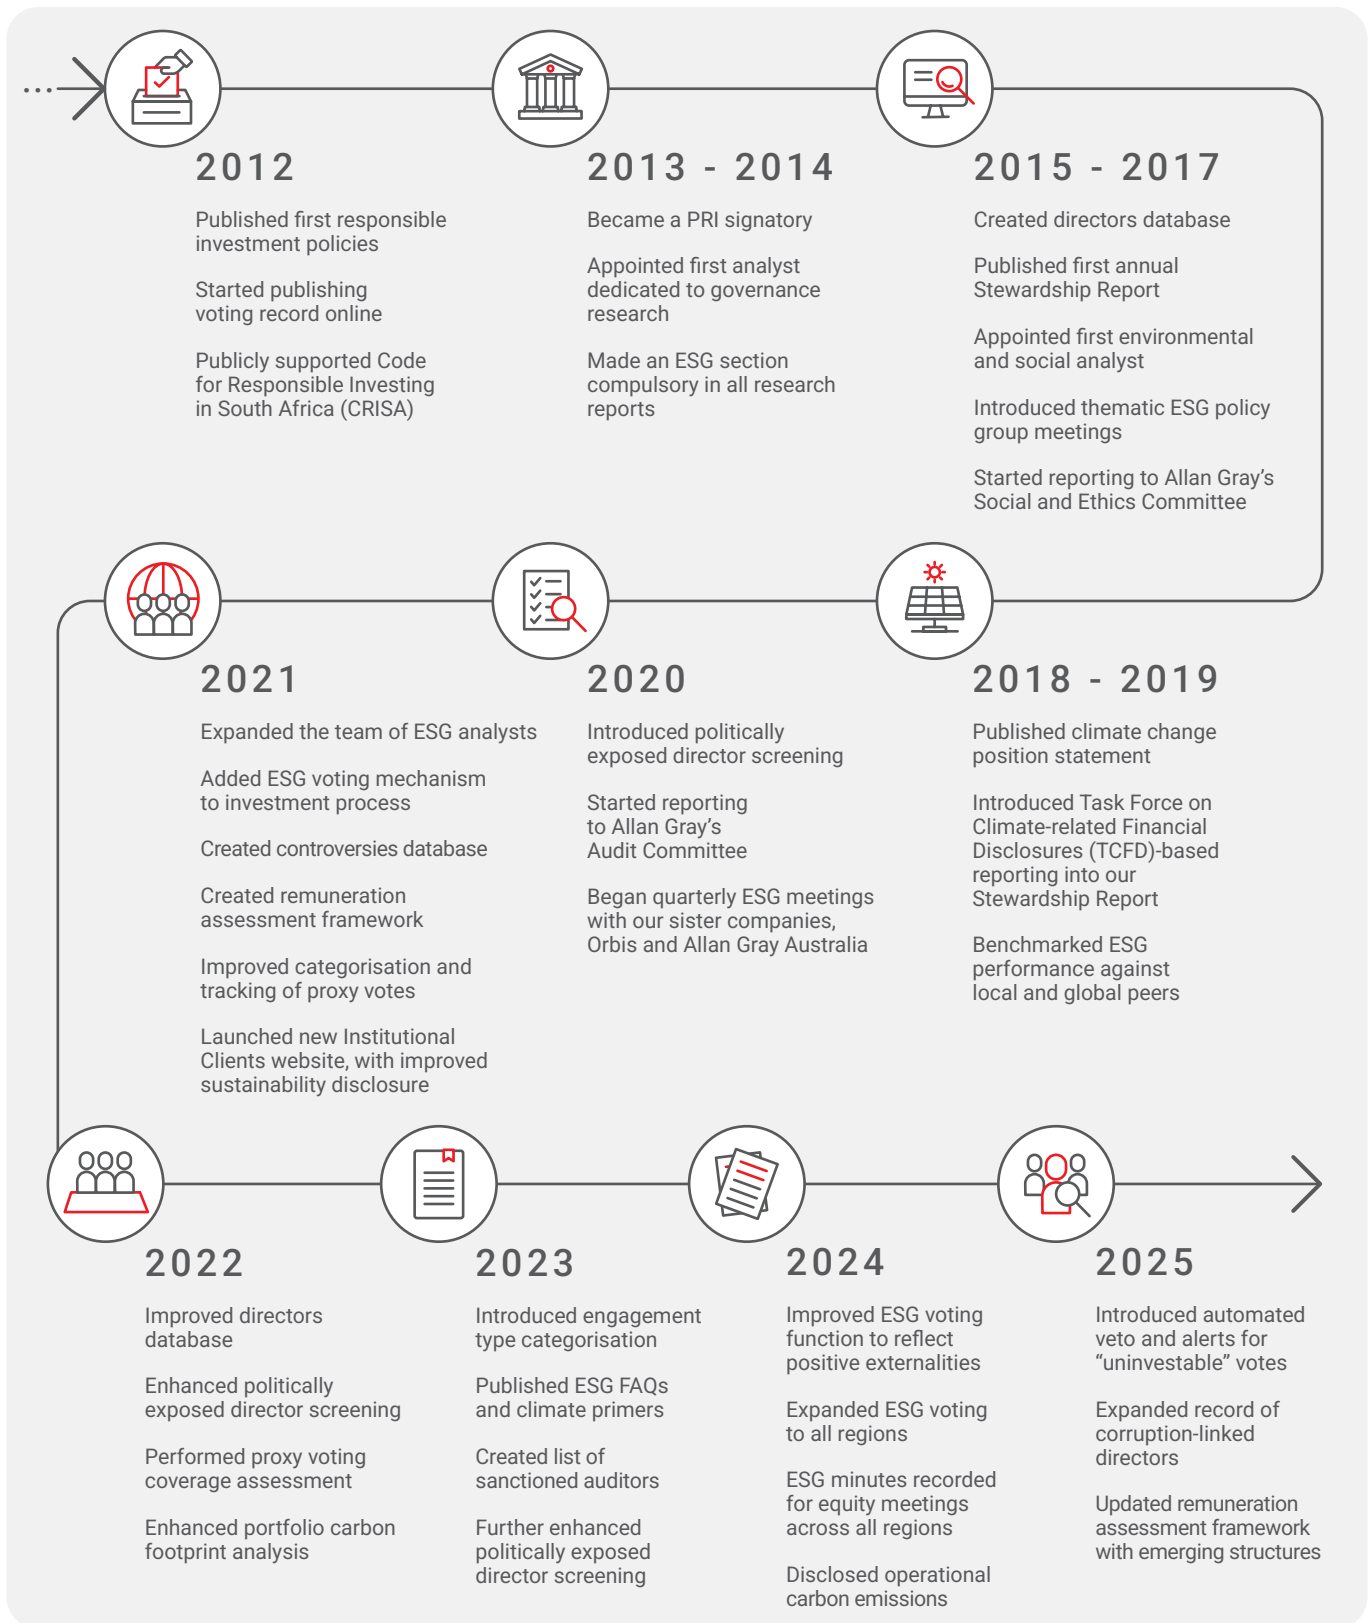 2012
Published first responsible
investment policies
Started publishing
voting record online
Publicly supported Code
for Responsible Investing
in South Africa (CRISA)
2013 - 2014
Became a PRI signatory
Appointed first analyst
dedicated to governance
research
Made an ESG section
compulsory in all research
reports
2015 - 2017
Created directors database
Published first annual
Stewardship Report
Appointed first environmental
and social analyst
Introduced thematic ESG policy
group meetings
Started reporting to Allan Gray’s
Social and Ethics Committee
2018 - 2019
Published climate change
position statement
Introduced Task Force on
Climate-related Financial
Disclosures (TCFD)-based
reporting into our
Stewardship Report
Benchmarked ESG
performance against
local and global peers
2020
Introduced politically
exposed director screening
Started reporting
to Allan Gray’s
Audit Committee
Began quarterly ESG meetings
with our sister companies,
Orbis and Allan Gray Australia
2021
Expanded the team of ESG analysts
Added ESG voting mechanism
to investment process
Created controversies database
Created remuneration
assessment framework
Improved categorisation and
tracking of proxy votes
Launched new Institutional
Clients website, with improved
sustainability disclosure
2022
Improved directors
database
Enhanced politically
exposed director screening
Performed proxy voting
coverage assessment
Enhanced portfolio carbon
footprint analysis
2023
Introduced engagement
type categorisation
Published ESG FAQs
and climate primers
Created list of
sanctioned auditors
Further enhanced
politically exposed
director screening
2024
Improved ESG voting
function to reflect
positive externalities
Expanded ESG voting
to all regions
ESG minutes recorded
for equity meetings
across all regions
Disclosed operational
carbon emissions
2025
Introduced automated
veto and alerts for
“uninvestable” votes
Expanded record of
corruption-linked
directors
Updated remuneration
assessment framework
with emerging structures